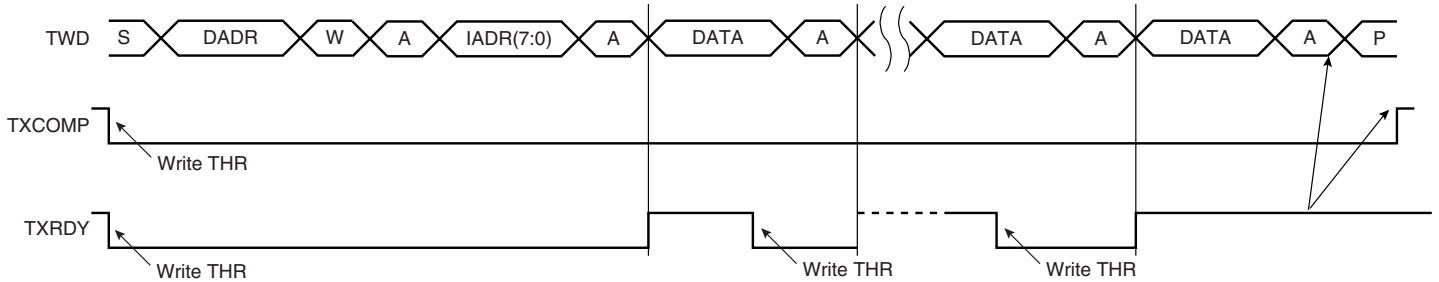 TWD S DADR W A IADR(7:0) A DATA A DATA A DATA A P
TXCOMP
Write THR
TXRDY
Write THR Write THR Write THR